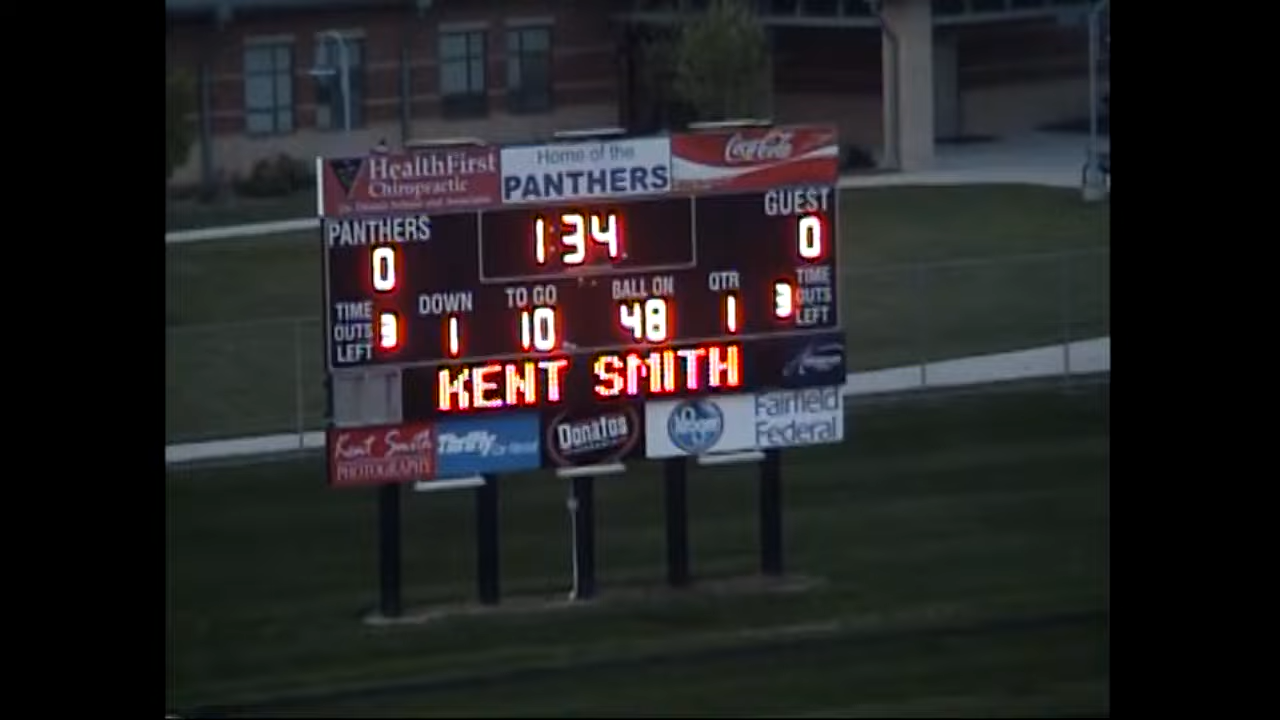 HealthFirst
Chiropractic
Home of the
PANTHERS
Coca-Cola
PANTHERS
0
1:34
GUEST
0
TIME
OUTS
LEFT
3
DOWN
1
TO GO
10
BALL ON
48
QTR
1
3
TIME
OUTS
LEFT
KENT SMITH
Kent Smith
PHOTOGRAPHY
Thrifty
Donatos
Kroger
Fairfield
Federal